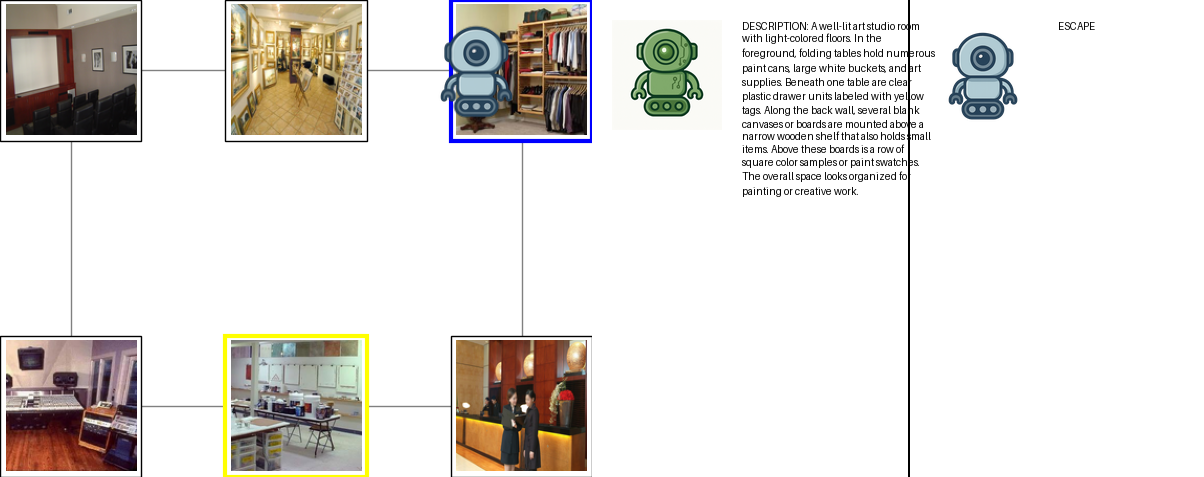 DESCRIPTION: A well-lit art studio room
with light-colored floors. In the
foreground, folding tables hold numerous
paint cans, large white buckets, and art
supplies. Beneath one table are clear
plastic drawer units labeled with yellow
tags. Along the back wall, several blank
canvases or boards are mounted above a
narrow wooden shelf that also holds small
items. Above these boards is a row of
square color samples or paint swatches.
The overall space looks organized for
painting or creative work.
ESCAPE